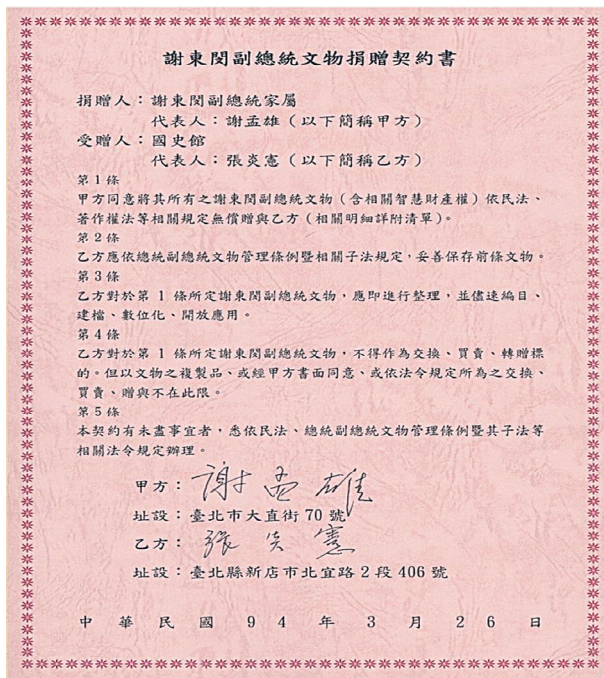 謝東閔副總統文物捐贈契約書
捐贈人：謝東閔副總統家屬
代表人：謝孟雄（以下簡稱甲方）
受贈人：國史館
代表人：張炎憲（以下簡稱乙方）
第1條
甲方同意將其所有之謝東閔副總統文物（含相關智慧財產權）依民法、
著作權法等相關規定無償贈與乙方（相關明細詳附清單）。
第2條
乙方應依總統副總統文物管理條例暨相關子法規定，妥善保存前條文物。
第3條
乙方對於第1條所定謝東閔副總統文物，應即進行整理，並儘速編目、
建檔、數位化、開放應用。
第4條
乙方對於第1條所定謝東閔副總統文物，不得作為交換、買賣、轉贈標
的。但以文物之複製品、或經甲方書面同意、或依法令規定所為之交換、
買賣、贈與不在此限。
第5條
本契約有未盡事宜者，悉依民法、總統副總統文物管理條例暨其子法等
相關法令規定辦理。
甲方：謝孟雄
址設：臺北市大直街70號
乙方：張炎憲
址設：臺北縣新店市北宜路2段406號
中華民國94年3月26日